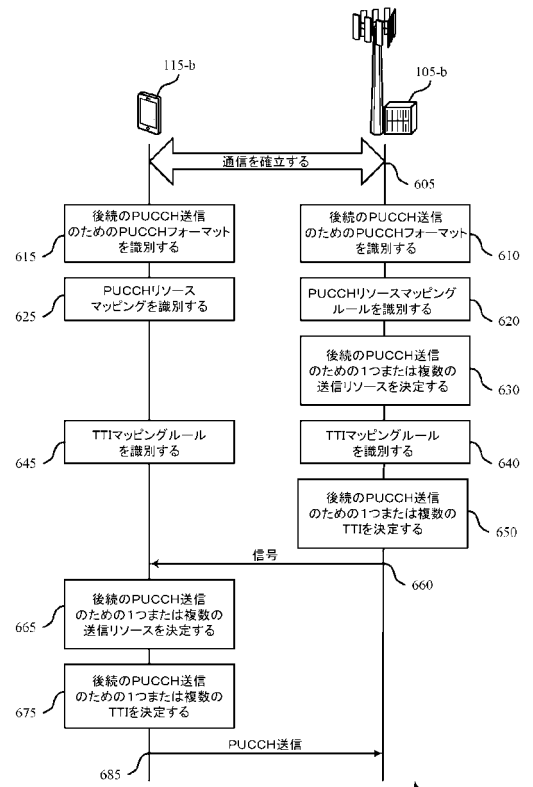 115-b
105-b
通信を確立する
605
後続のPUCCH送信
のためのPUCCHフォーマット
を識別する
615
後続のPUCCH送信
のためのPUCCHフォーマット
を識別する
610
PUCCHリソース
マッピングを識別する
625
PUCCHリソースマッピング
ルールを識別する
620
後続のPUCCH送信
のための1つまたは複数の
送信リソースを決定する
630
TTIマッピングルール
を識別する
645
TTIマッピングルール
を識別する
640
後続のPUCCH送信
のための1つまたは複数の
TTIを決定する
650
信号
660
後続のPUCCH送信
のための1つまたは複数の
送信リソースを決定する
665
後続のPUCCH送信
のための1つまたは複数の
TTIを決定する
675
PUCCH送信
685